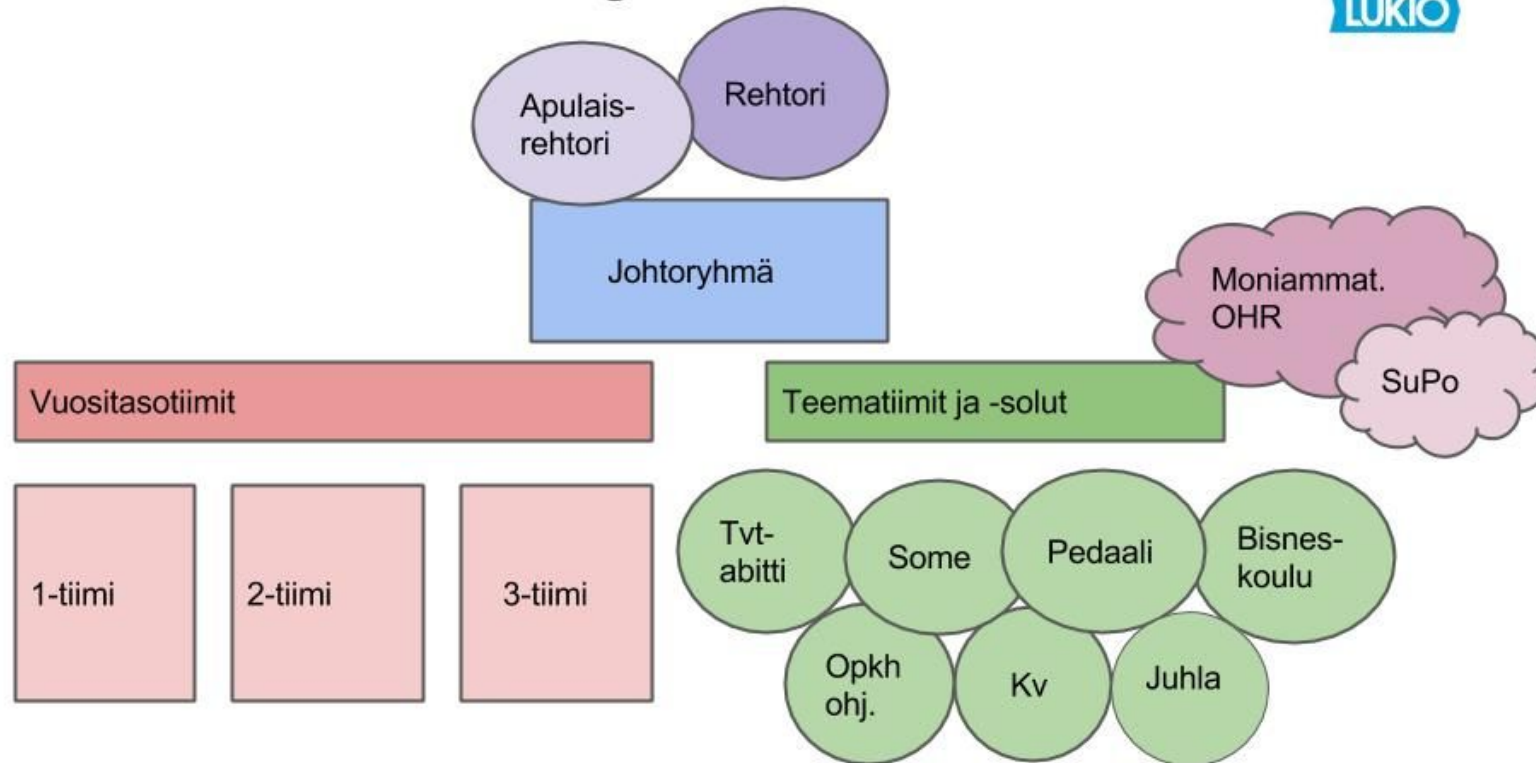 LUKIO
Rehtori
Apulais-
rehtori
Johtoryhmä
Moniammat.
OHR
SuPo
Vuositasotiimit
Teematiimit ja -solut
1-tiimi
2-tiimi
3-tiimi
Tvt-
abitti
Some
Pedaali
Bisnes-
koulu
Opkh
ohj.
Kv
Juhla